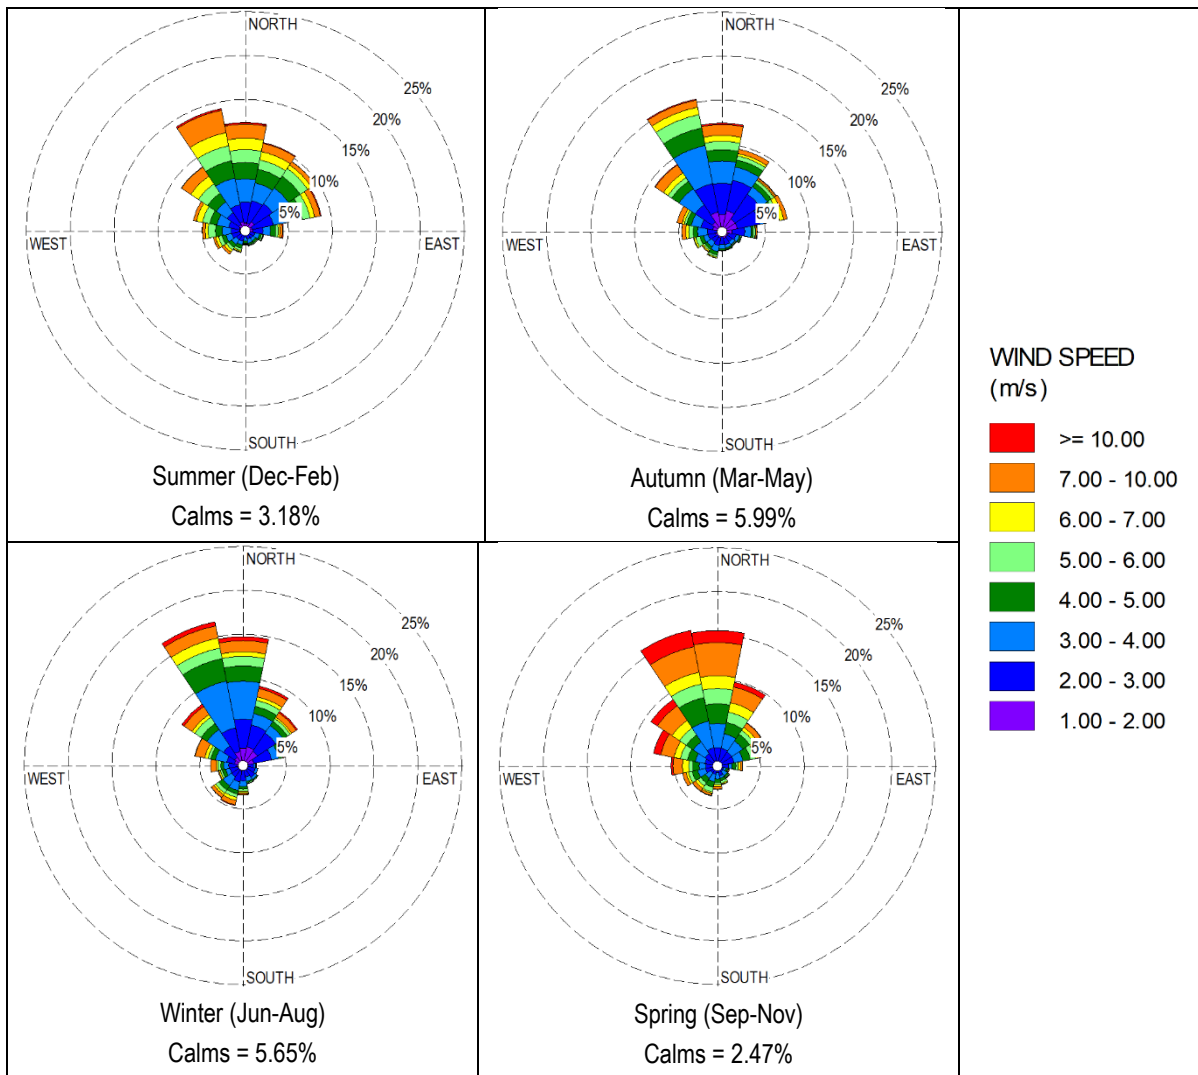 NORTH
25%
20%
15%
10%
5%
WEST
EAST
SOUTH
Summer (Dec-Feb)
Calms = 3.18%
NORTH
25%
20%
15%
10%
5%
WEST
EAST
SOUTH
Autumn (Mar-May)
Calms = 5.99%
NORTH
25%
20%
15%
10%
5%
WEST
EAST
SOUTH
Winter (Jun-Aug)
Calms = 5.65%
NORTH
25%
20%
15%
10%
5%
WEST
EAST
SOUTH
Spring (Sep-Nov)
Calms = 2.47%
WIND SPEED
(m/s)
>= 10.00
7.00 - 10.00
6.00 - 7.00
5.00 - 6.00
4.00 - 5.00
3.00 - 4.00
2.00 - 3.00
1.00 - 2.00